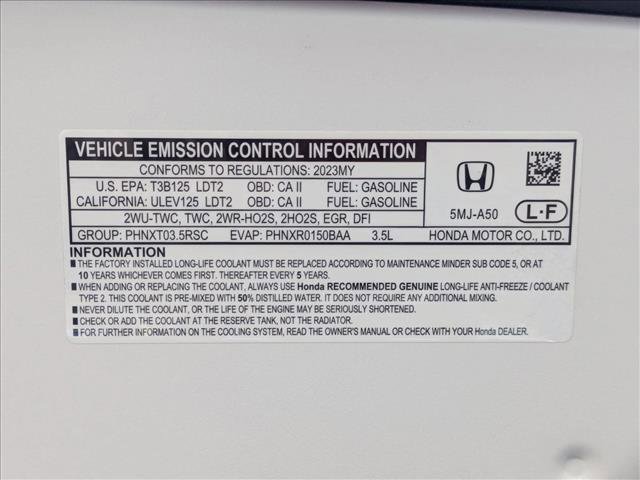 VEHICLE EMISSION CONTROL INFORMATION
CONFORMS TO REGULATIONS: 2023MY
U.S. EPA: T3B125 LDT2 OBD: CA II FUEL: GASOLINE
CALIFORNIA: ULEV125 LDT2 OBD: CA II FUEL: GASOLINE
2WU-TWC, TWC, 2WR-HO2S, 2HO2S, EGR, DFI
5MJ-A50 L-F
GROUP: PHNXT03.5RSC EVAP: PHNXR0150BAA 3.5L HONDA MOTOR CO., LTD.
INFORMATION
■ THE FACTORY INSTALLED LONG-LIFE COOLANT MUST BE REPLACED ACCORDING TO MAINTENANCE MINDER SUB CODE 5, OR AT
10 YEARS WHICHEVER COMES FIRST. THEREAFTER EVERY 5 YEARS.
■ WHEN ADDING OR REPLACING THE COOLANT, ALWAYS USE Honda RECOMMENDED GENUINE LONG-LIFE ANTI-FREEZE / COOLANT
TYPE 2. THIS COOLANT IS PRE-MIXED WITH 50% DISTILLED WATER. IT DOES NOT REQUIRE ANY ADDITIONAL MIXING.
■ NEVER DILUTE THE COOLANT, OR THE LIFE OF THE ENGINE MAY BE SERIOUSLY SHORTENED.
■ CHECK OR ADD THE COOLANT AT THE RESERVE TANK, NOT THE RADIATOR.
■ FOR FURTHER INFORMATION ON THE COOLING SYSTEM, READ THE OWNER'S MANUAL OR CHECK WITH YOUR Honda DEALER.